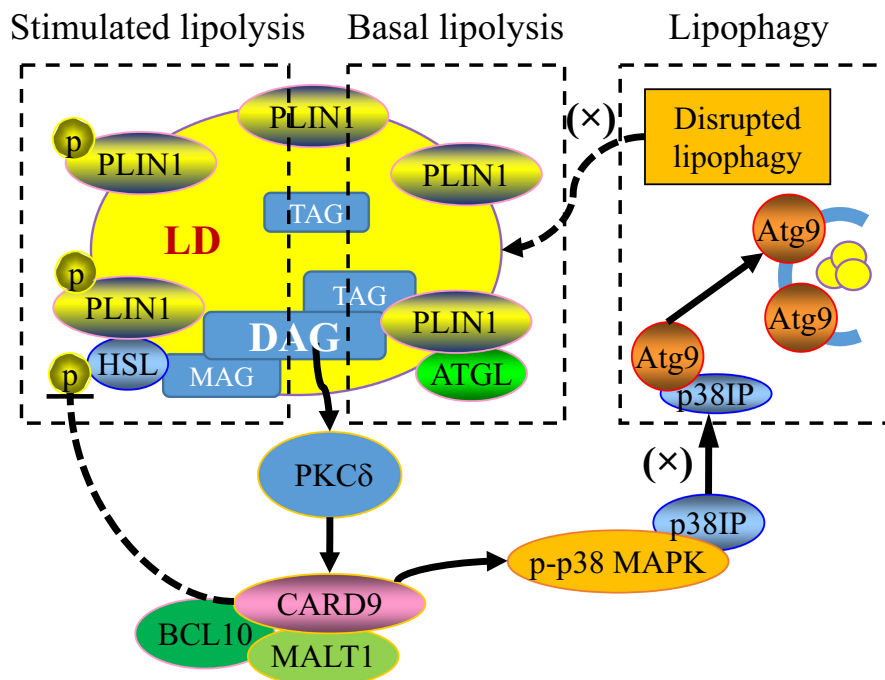 Stimulated lipolysis
Basal lipolysis
Lipophagy
PLIN1
(×)
Disrupted
lipophagy
p
PLIN1
PLIN1
TAG
Atg9
LD
p
PLIN1
TAG
PLIN1
Atg9
DAG
HSL
p
MAG
ATGL
Atg9
p38IP
(×)
PKCδ
p38IP
p-p38 MAPK
CARD9
BCL10
MALT1